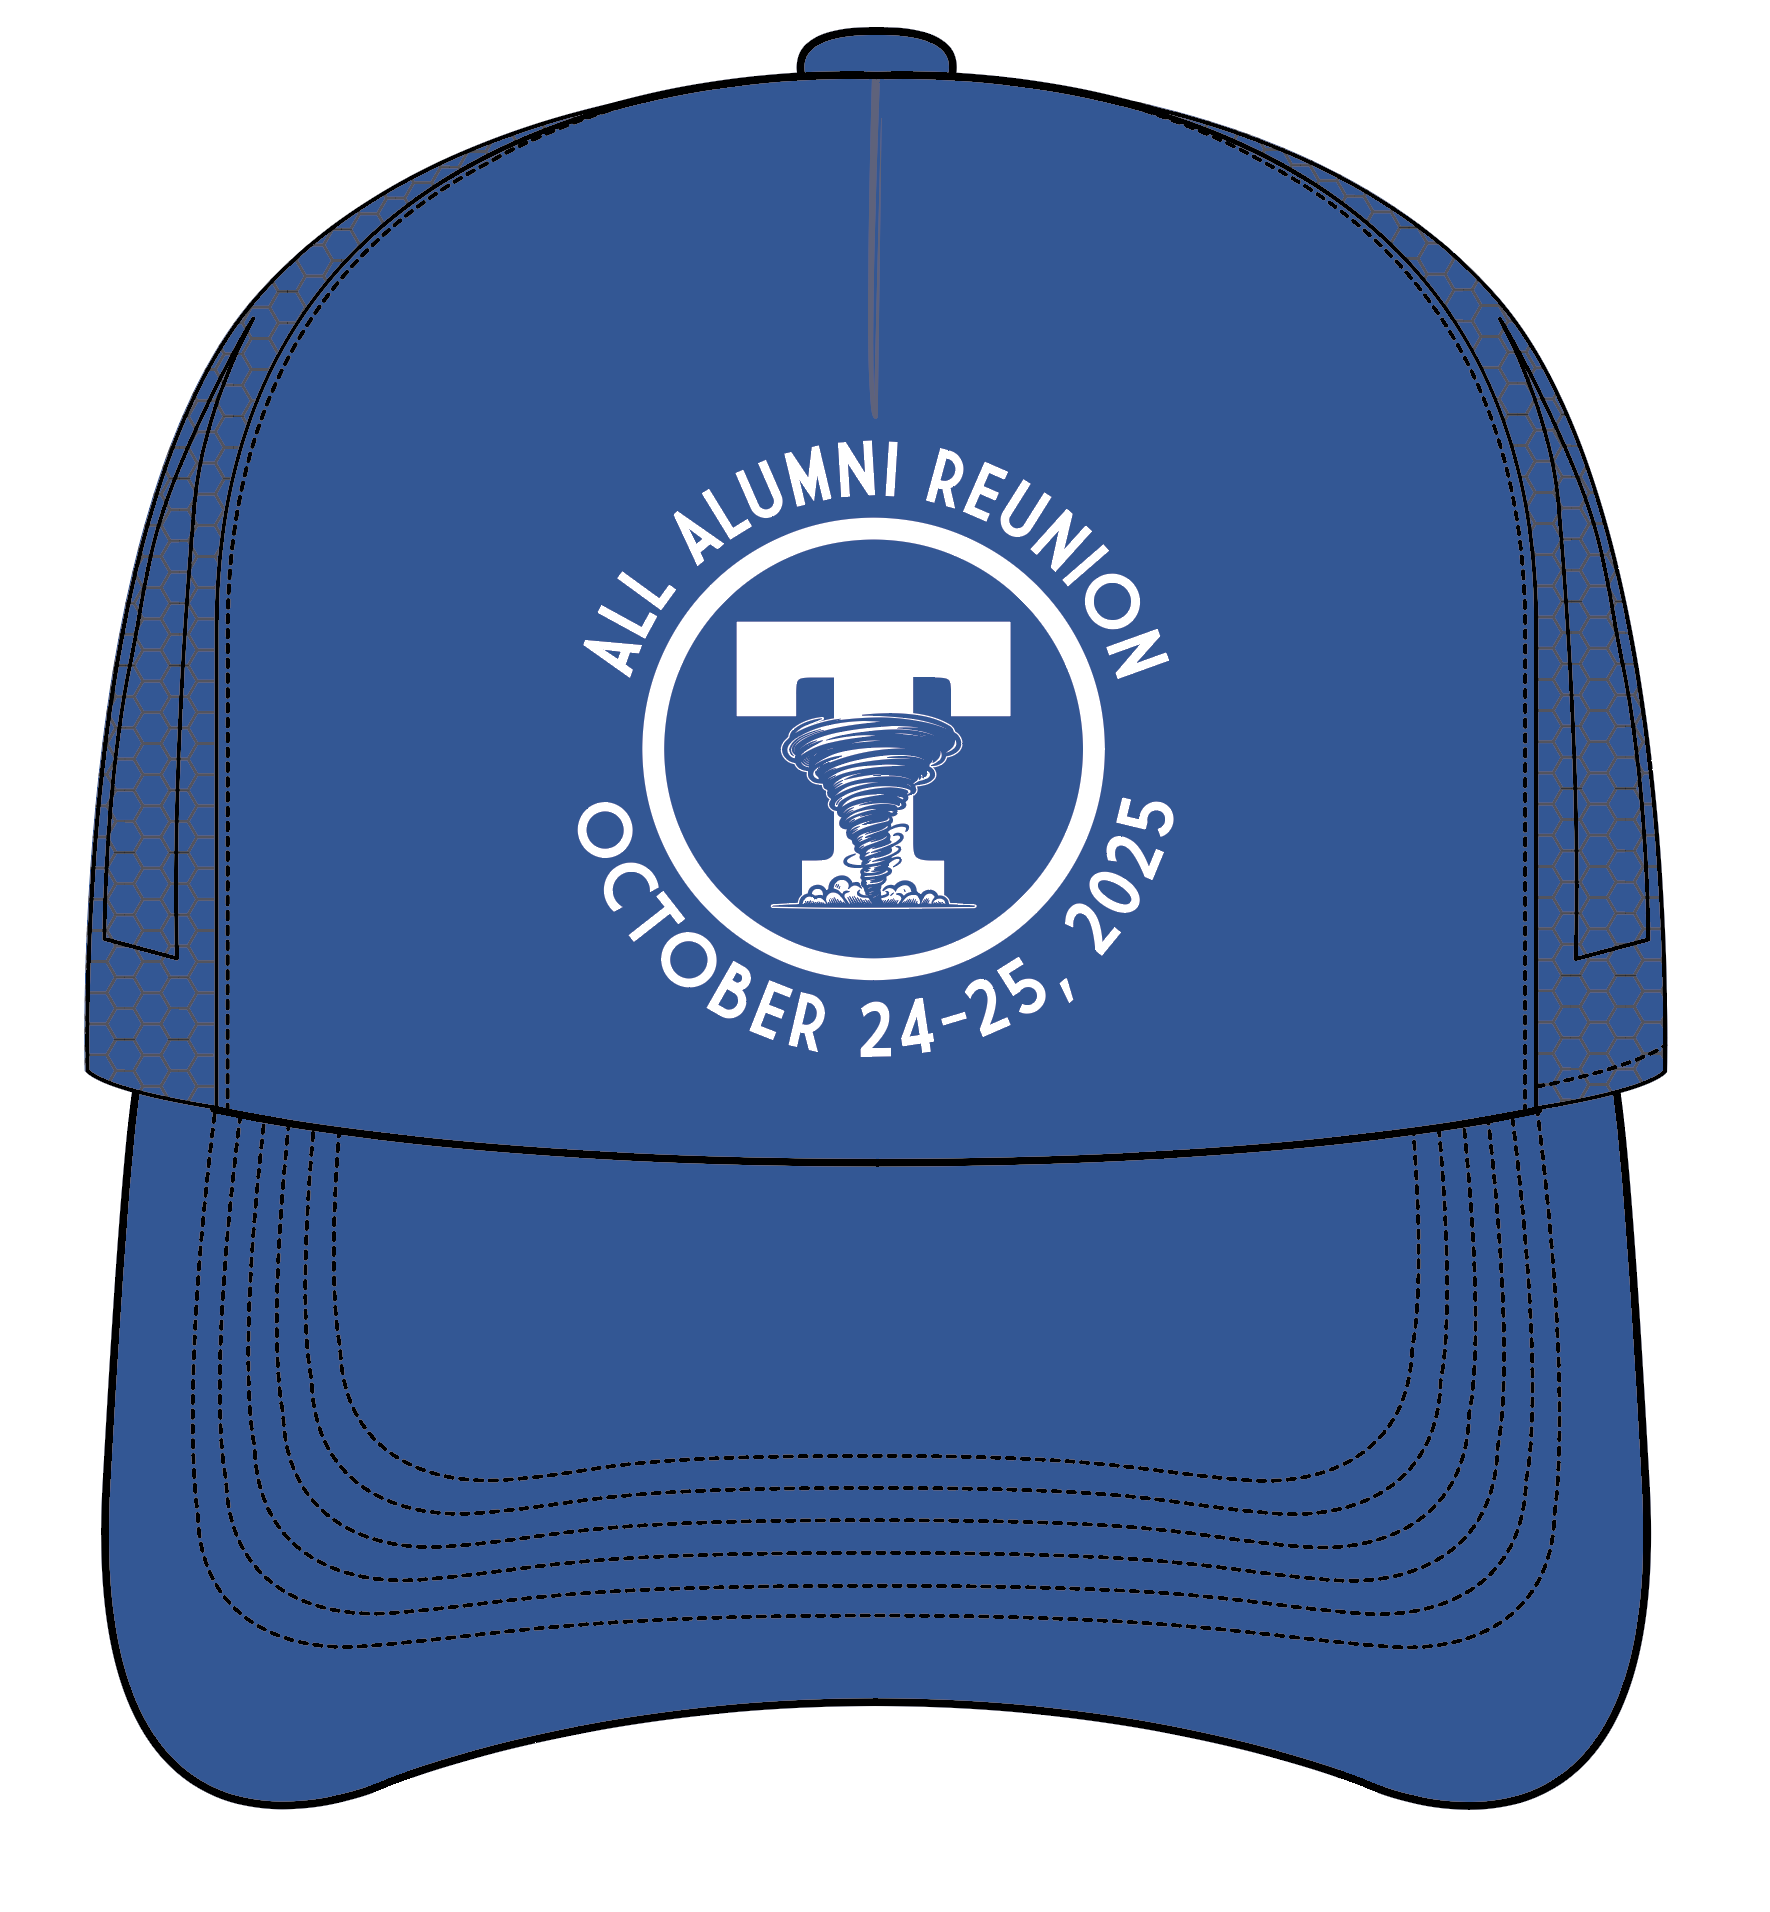 ALL ALUMNI REUNION
T
OCTOBER 24-25, 2025